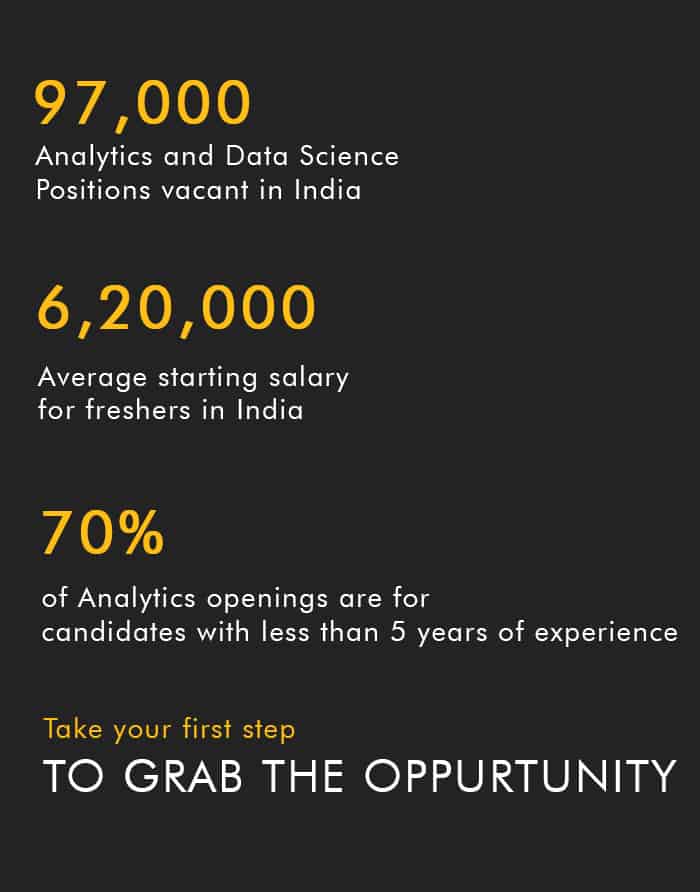 97,000
Analytics and Data Science
Positions vacant in India
6,20,000
Average starting salary
for freshers in India
70%
of Analytics openings are for
candidates with less than 5 years of experience
Take your first step
TO GRAB THE OPPURTUNITY